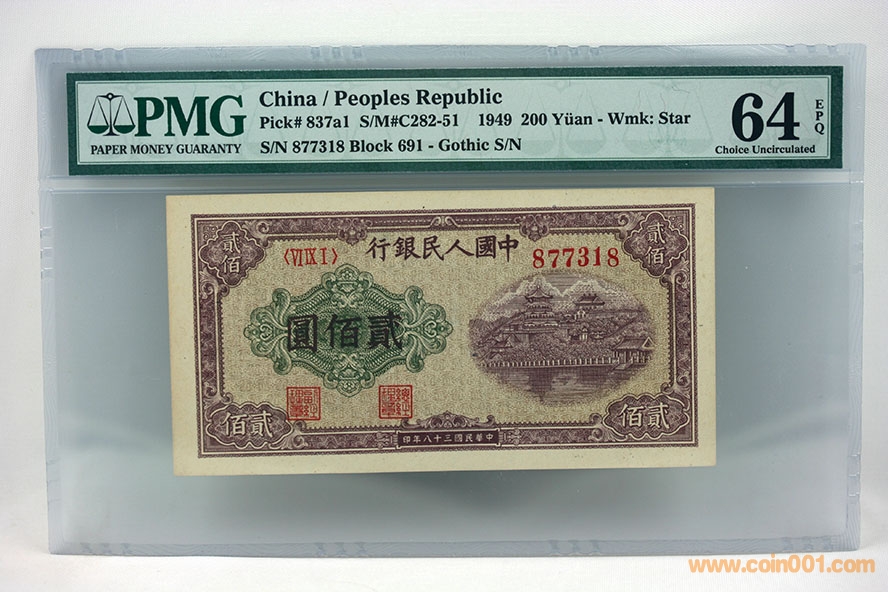 PMG
PAPER MONEY GUARANTY
China / Peoples Republic
Pick# 837a1 S/M#C282-51 1949 200 Yüan - Wmk: Star
S/N 877318 Block 691 - Gothic S/N
64 EPQ
Choice Uncirculated
行銀民人國中
〈VI IX I〉
877318
貳佰
貳佰
圓佰貳
佰貳
佰貳
印年八十三國民華中
www.coin001.com